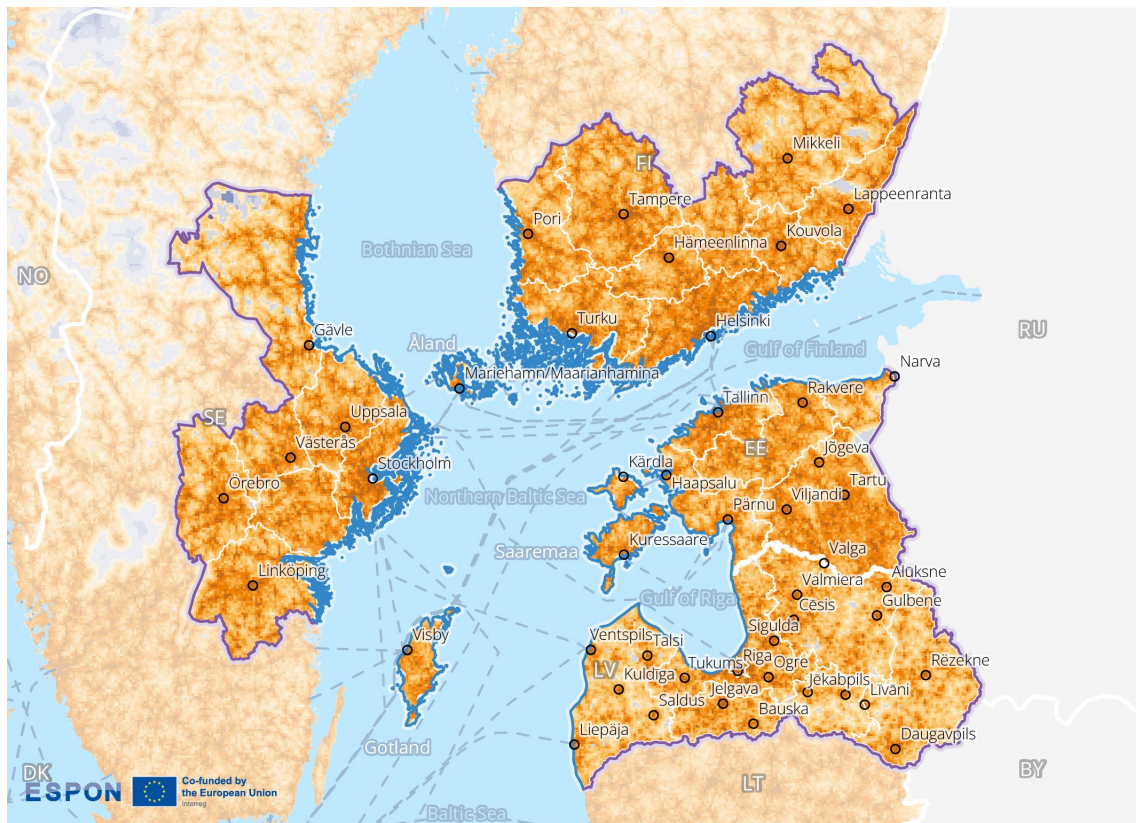 Mikkeli
FI
Lappeenranta
Tampere
Pori
Kouvola
Hämeenlinna
Bothnian Sea
NO
Turku
Helsinki
Gävle
RU
Åland
Gulf of Finland
Narva
Mariehamn/Maarianhamina
Rakvere
Tallinn
Uppsala
SE
Västerås
EE
Jõgeva
Stockholm
Kärdla
Örebro
Haapsalu
Tartu
Northern Baltic Sea
Viljandi
Pärnu
Kuressaare
Valga
Saaremaa
Linköping
Alūksne
Valmiera
Gulf of Riga
Gulbene
Cēsis
Sigulda
Visby
Ventspils
Talsi
Riga
Ogre
Rēzekne
Tukums
LV
Kuldīga
Jēkabpils
Līvāni
Jelgava
Saldus
Bauska
Liepāja
Daugavpils
Gotland
BY
DK
LT
ESPON
Co-funded by
the European Union
Interreg
Baltic Sea